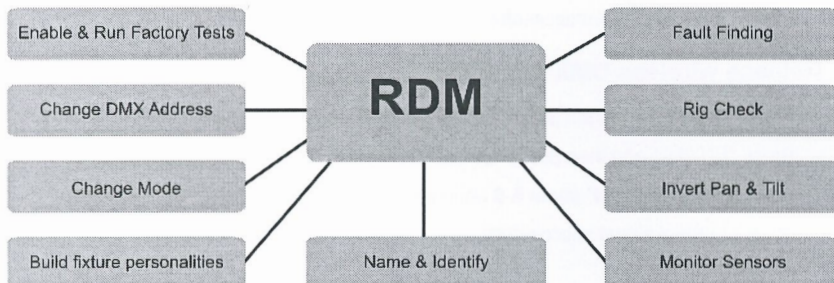 Enable & Run Factory Tests
Change DMX Address
Change Mode
Build fixture personalities
RDM
Name & Identify
Fault Finding
Rig Check
Invert Pan & Tilt
Monitor Sensors